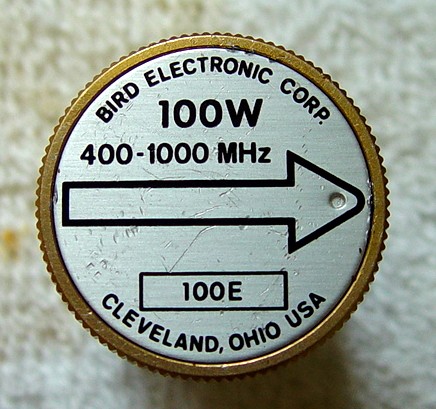 BIRD ELECTRONIC CORP.
100W
400-1000 MHz
100E
CLEVELAND, OHIO USA